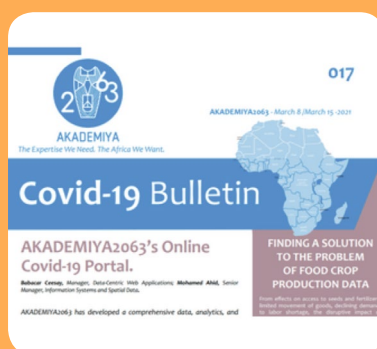 017
2063
AKADEMIYA
The Expertise We Need. The Africa We Want.
AKADEMIYA2063 - March 8 /March 15 -2021
Covid-19 Bulletin
AKADEMIYA2063's Online
Covid-19 Portal.
Babacar Ceesay, Manager, Data-Centric Web Applications; Mohamed Ahid, Senior
Manager, Information Systems and Spatial Data.
AKADEMIYA2063 has developed a comprehensive data, analytics, and
FINDING A SOLUTION
TO THE PROBLEM
OF FOOD CROP
PRODUCTION DATA
From effects on access to seeds and fertilizer
limited movement of goods, declining demand
to labor shortage, the disruptive impact